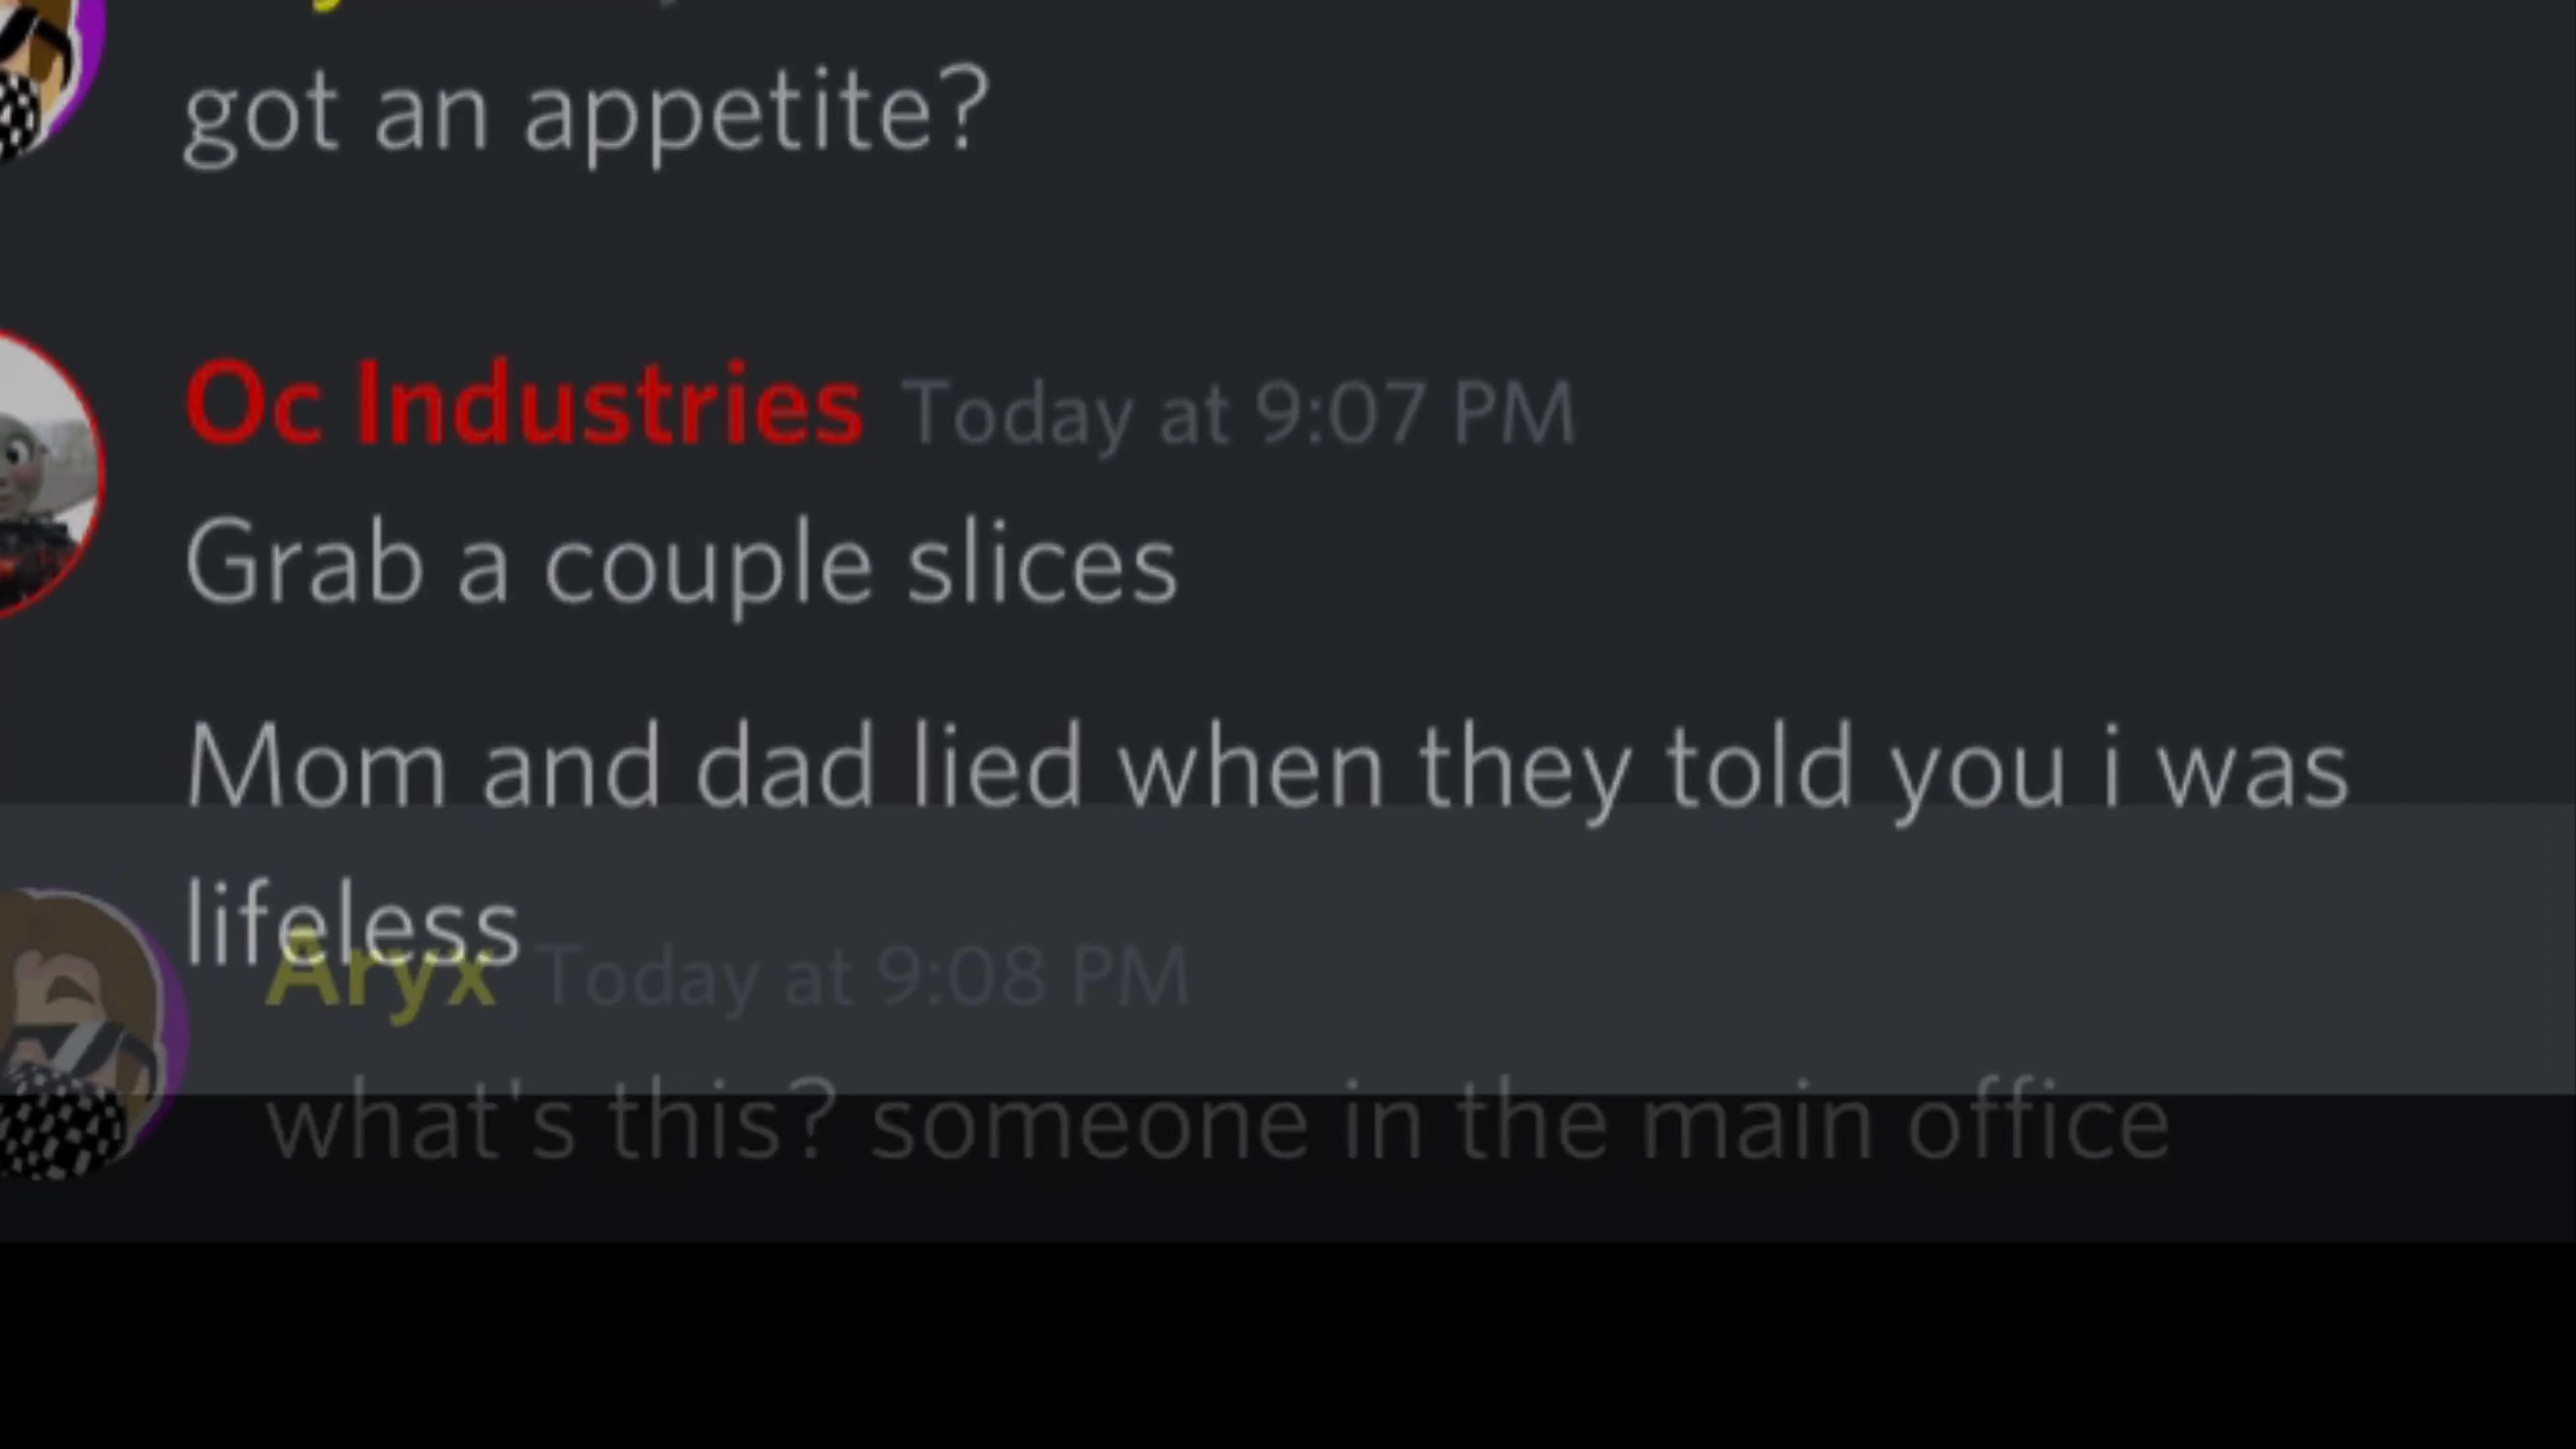 got an appetite?
Oc Industries Today at 9:07 PM
Grab a couple slices
Mom and dad lied when they told you i was
lifeless
Aryx Today at 9:08 PM
what's this? someone in the main office